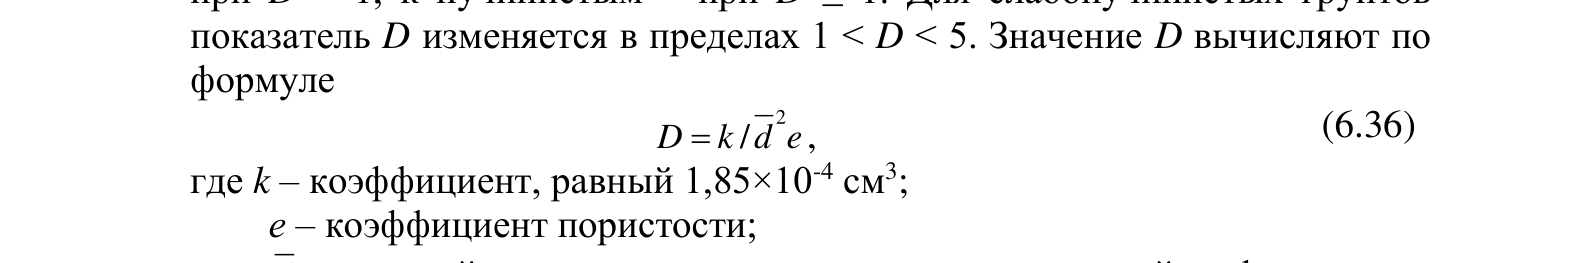 показатель D изменяется в пределах 1 < D < 5. Значение D вычисляют по
формуле
D = k / d̅²e, (6.36)
где k – коэффициент, равный 1,85×10⁻⁴ см³;
e – коэффициент пористости;